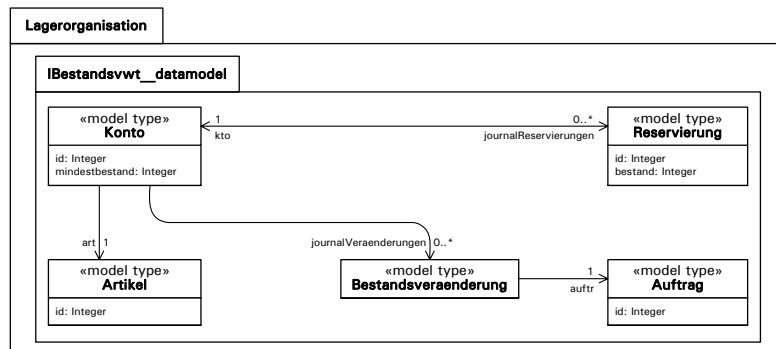 Lagerorganisation
IBestandsvwt__datamodel
«model type»
Konto
id: Integer
mindestbestand: Integer
1
kto
0..*
journalReservierungen
«model type»
Reservierung
id: Integer
bestand: Integer
art 1
journalVeraenderungen 0..*
«model type»
Artikel
id: Integer
«model type»
Bestandsveraenderung
1
auftr
«model type»
Auftrag
id: Integer